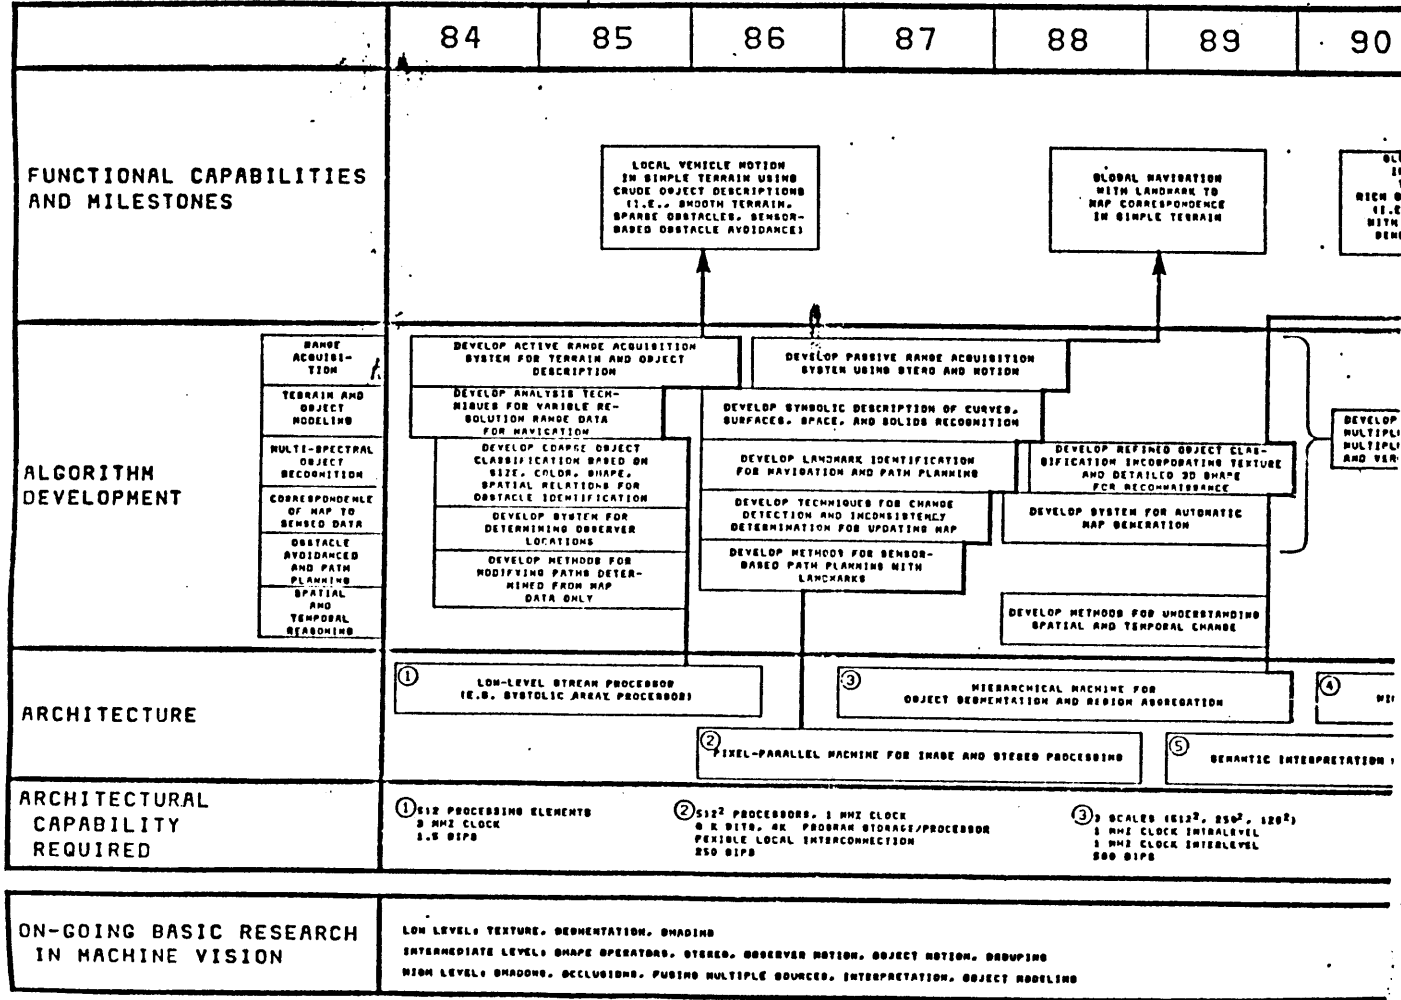 84 85 86 87 88 89 90
FUNCTIONAL CAPABILITIES
AND MILESTONES
LOCAL VEHICLE MOTION
IN SIMPLE TERRAIN USING
CRUDE OBJECT DESCRIPTIONS
(I.E., SMOOTH TERRAIN,
SPARSE OBSTACLES, SENSOR-
BASED OBSTACLE AVOIDANCE)
GLOBAL NAVIGATION
WITH LANDMARK TO
MAP CORRESPONDENCE
IN SIMPLE TERRAIN
RICH
(I.E
WITH
ALGORITHM
DEVELOPMENT
RANGE
ACQUISI-
TION
TERRAIN AND
OBJECT
MODELING
MULTI-SPECTRAL
OBJECT
RECOGNITION
CORRESPONDENCE
OF MAP TO
SENSED DATA
OBSTACLE
AVOIDANCED
AND PATH
PLANNING
SPATIAL
AND
TEMPORAL
REASONING
DEVELOP ACTIVE RANGE ACQUISITION
SYSTEM FOR TERRAIN AND OBJECT
DESCRIPTION
DEVELOP ANALYSIS TECH-
NIQUES FOR VARIABLE RE-
SOLUTION RANGE DATA
FOR NAVIGATION
DEVELOP COARSE OBJECT
CLASSIFICATION BASED ON
SIZE, COLOR, SHAPE,
SPATIAL RELATIONS FOR
OBSTACLE IDENTIFICATION
DEVELOP SYSTEM FOR
DETERMINING OBSERVER
LOCATIONS
DEVELOP METHODS FOR
MODIFYING PATHS DETER-
MINED FROM MAP
DATA ONLY
DEVELOP PASSIVE RANGE ACQUISITION
SYSTEM USING STEREO AND MOTION
DEVELOP SYMBOLIC DESCRIPTION OF CURVES,
SURFACES, SPACE, AND SOLIDS RECOGNITION
DEVELOP LANDMARK IDENTIFICATION
FOR NAVIGATION AND PATH PLANNING
DEVELOP TECHNIQUES FOR CHANGE
DETECTION AND INCONSISTENCY
DETERMINATION FOR UPDATING MAP
DEVELOP METHODS FOR SENSOR-
BASED PATH PLANNING WITH
LANDMARKS
DEVELOP REFINED OBJECT CLAS-
SIFICATION INCORPORATING TEXTURE
AND DETAILED 3D SHAPE
FOR RECONNAISSANCE
DEVELOP SYSTEM FOR AUTOMATIC
MAP GENERATION
DEVELOP METHODS FOR UNDERSTANDING
SPATIAL AND TEMPORAL CHANGE
DEVELOP
MULTIPLI
MULTIPL
AND VER
ARCHITECTURE
1 LOW-LEVEL STREAM PROCESSOR
(E.G. SYSTOLIC ARRAY PROCESSOR)
3 HIERARCHICAL MACHINE FOR
OBJECT SEGMENTATION AND REGION AGGREGATION
4
2 PIXEL-PARALLEL MACHINE FOR IMAGE AND STEREO PROCESSING
5 SEMANTIC INTERPRETATION
ARCHITECTURAL
CAPABILITY
REQUIRED
1 512 PROCESSING ELEMENTS
3 MHZ CLOCK
1.5 BIPS
2 512² PROCESSORS, 1 MHZ CLOCK
8 K BITS, 4K PROGRAM STORAGE/PROCESSOR
FEXIBLE LOCAL INTERCONNECTION
250 BIPS
3 3 SCALES (512², 256², 128²)
1 MHZ CLOCK INTRALEVEL
1 MHZ CLOCK INTERLEVEL
500 BIPS
ON-GOING BASIC RESEARCH
IN MACHINE VISION
LOW LEVEL: TEXTURE, SEGMENTATION, SHADING
INTERMEDIATE LEVEL: SHAPE OPERATORS, STEREO, OBSERVER MOTION, OBJECT MOTION, GROUPING
HIGH LEVEL: SHADOWS, OCCLUSIONS, FUSING MULTIPLE SOURCES, INTERPRETATION, OBJECT MODELING